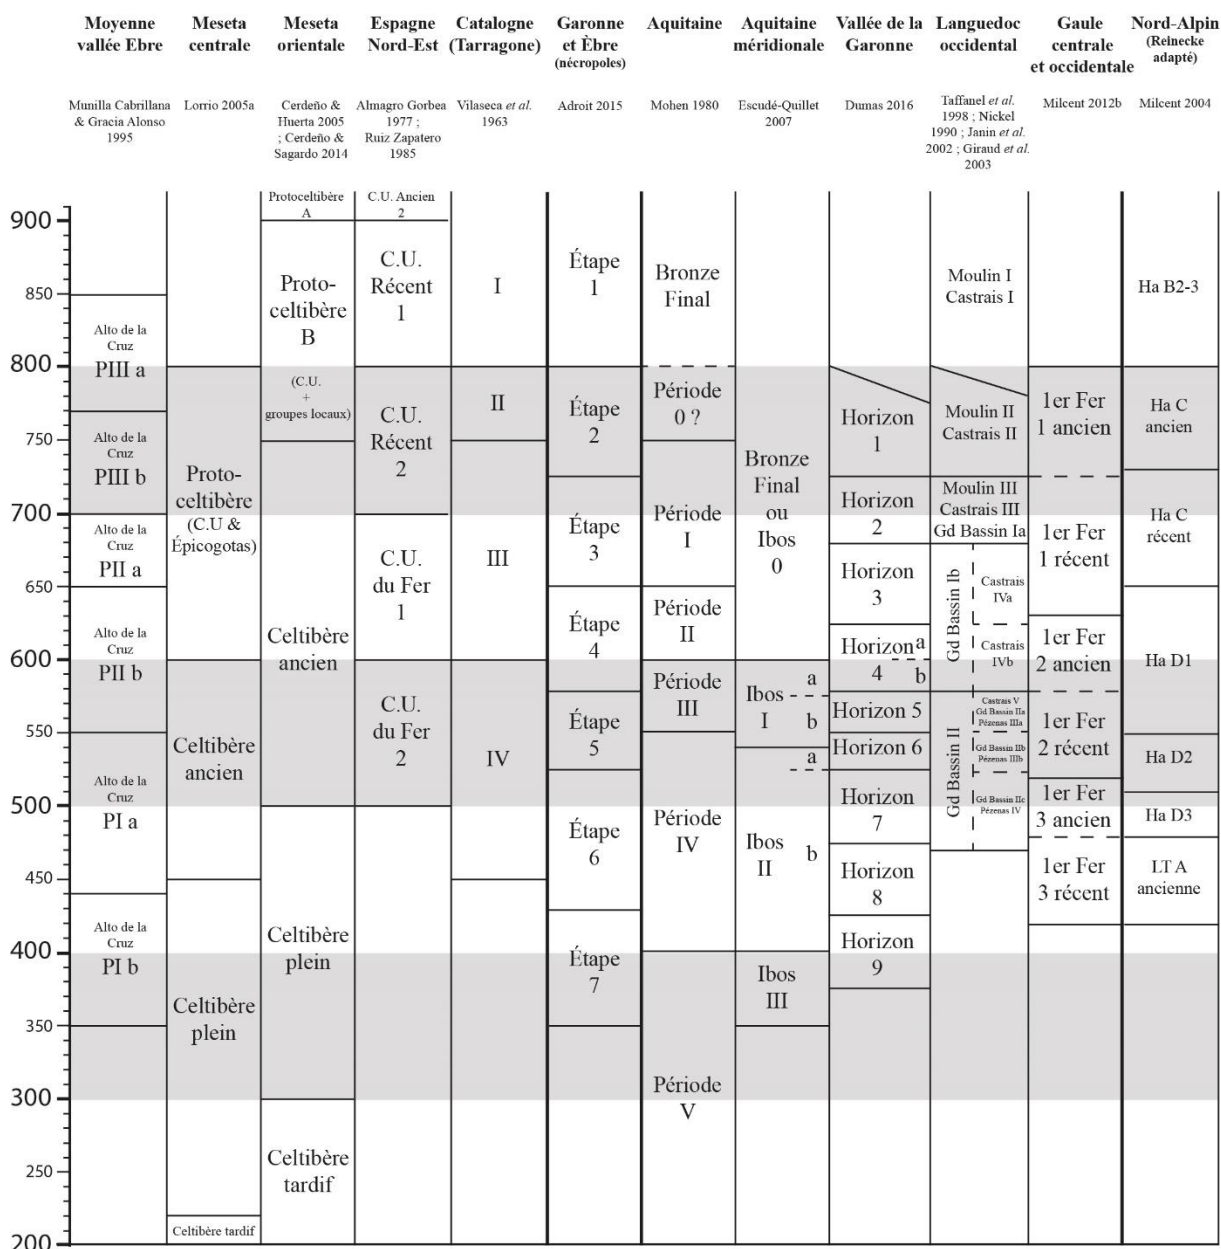 Moyenne
vallée Ebre
Munilla Cabrillana
& Gracia Alonso
1995
Meseta
centrale
Lorrio 2005a
Meseta
orientale
Cerdeño &
Huerta 2005
; Cerdeño &
Sagardo 2014
Espagne
Nord-Est
Almagro Gorbea
1977 ;
Ruiz Zapatero
1985
Catalogne
(Tarragone)
Vilaseca et al.
1963
Garonne
et Èbre
(nécropoles)
Adroit 2015
Aquitaine
Mohen 1980
Aquitaine
méridionale
Escudé-Quillet
2007
Vallée de la
Garonne
Dumas 2016
Languedoc
occidental
Taffanel et al.
1998 ; Nickel
1990 ; Janin et al.
2002 ; Giraud et al.
2003
Gaule
centrale
et occidentale
Milcent 2012b
Nord-Alpin
(Reinecke
adapté)
Milcent 2004
900
850
800
750
700
650
600
550
500
450
400
350
300
250
200
Alto de la
Cruz
PIII a
Alto de la
Cruz
PIII b
Alto de la
Cruz
PII a
Alto de la
Cruz
PII b
Alto de la
Cruz
PI a
Alto de la
Cruz
PI b
Proto-
celtibère
(C.U &
Épicogotas)
Celtibère
ancien
Celtibère
plein
Celtibère tardif
Protoceltibère
A
Proto-
celtibère
B
(C.U.
+
groupes locaux)
Celtibère
ancien
Celtibère
plein
Celtibère
tardif
C.U. Ancien
2
C.U.
Récent
1
C.U.
Récent
2
C.U.
du Fer
1
C.U.
du Fer
2
I
II
III
IV
Étape
1
Étape
2
Étape
3
Étape
4
Étape
5
Étape
6
Étape
7
Bronze
Final
Période
0 ?
Période
I
Période
II
Période
III
Période
IV
Période
V
Bronze
Final
ou
Ibos
0
Ibos
I
a
b
Ibos
II
a
b
Ibos
III
Horizon
1
Horizon
2
Horizon
3
Horizon
4
a
b
Horizon 5
Horizon 6
Horizon
7
Horizon
8
Horizon
9
Moulin I
Castrais I
Moulin II
Castrais II
Moulin III
Castrais III
Gd Bassin Ia
Gd Bassin Ib
Castrais
IVa
Castrais
IVb
Gd Bassin II
Castrais V
Gd Bassin IIa
Pézenas IIIa
Gd Bassin IIb
Pézenas IIIb
Gd Bassin IIc
Pézenas IV
1er Fer
1 ancien
1er Fer
1 récent
1er Fer
2 ancien
1er Fer
2 récent
1er Fer
3 ancien
1er Fer
3 récent
Ha B2-3
Ha C
ancien
Ha C
récent
Ha D1
Ha D2
Ha D3
LT A
ancienne